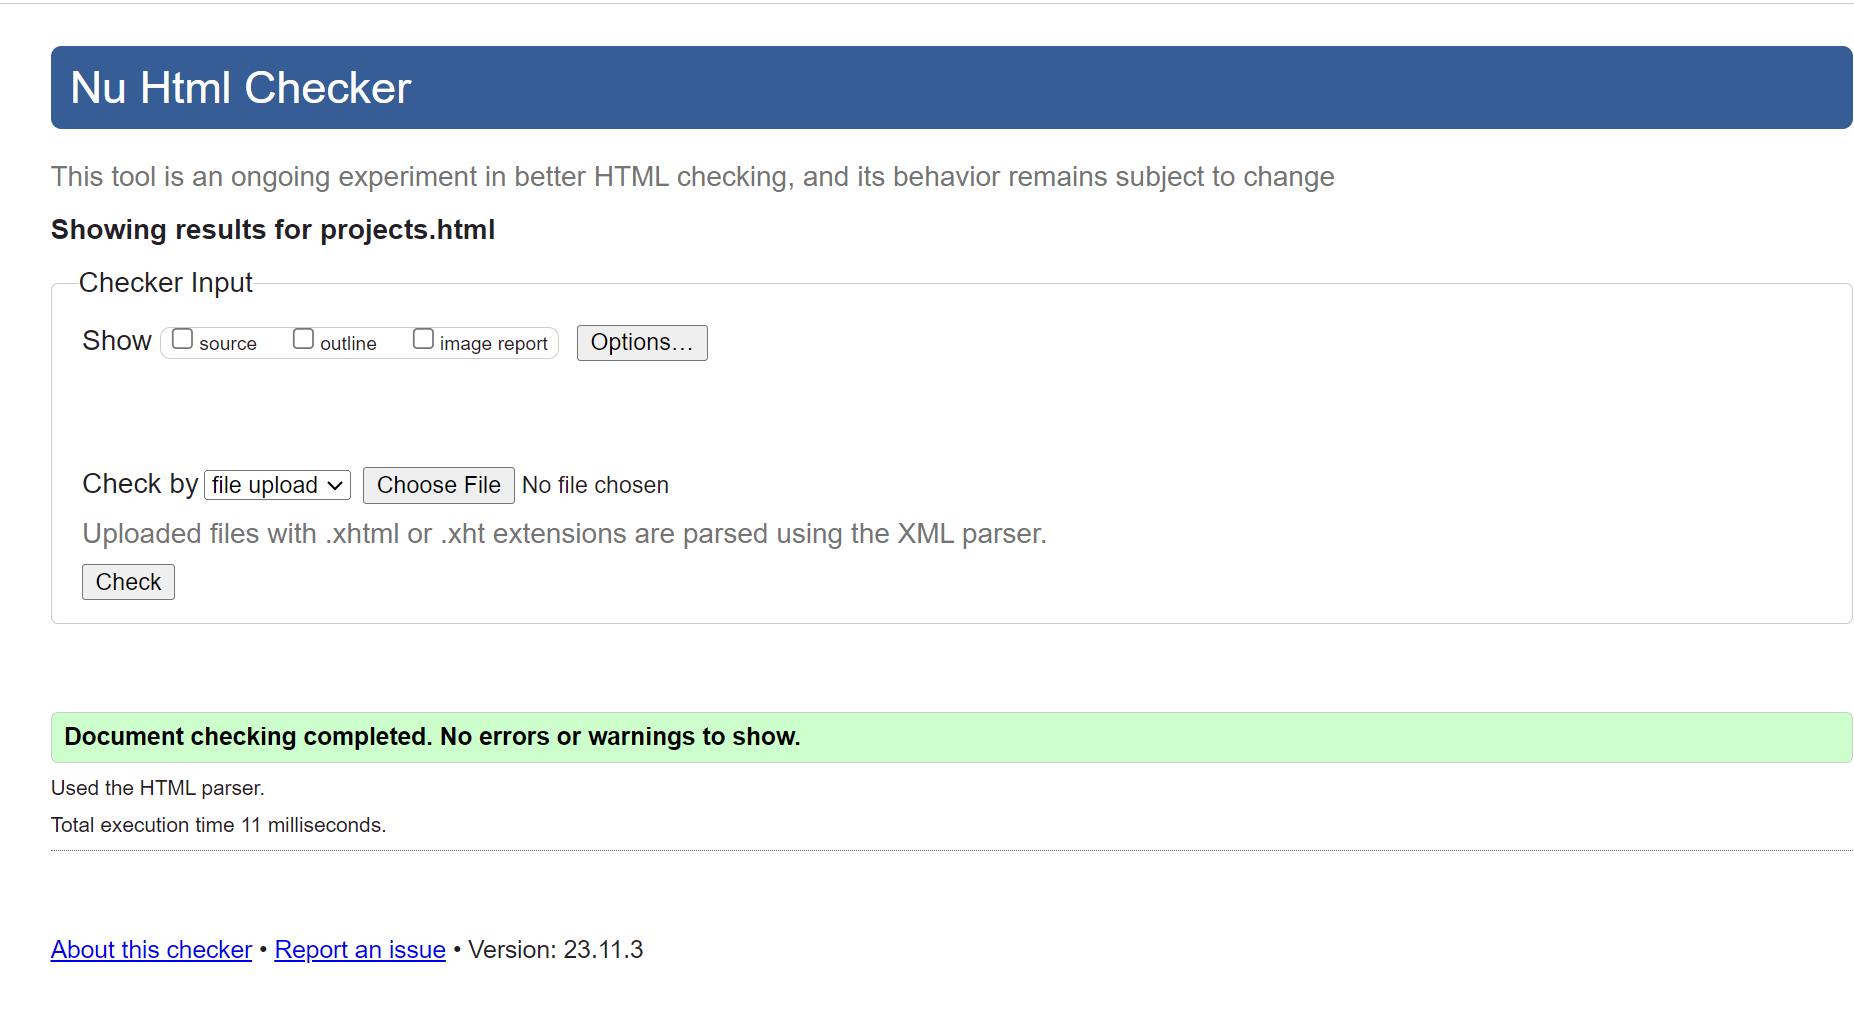 Nu Html Checker
This tool is an ongoing experiment in better HTML checking, and its behavior remains subject to change
Showing results for projects.html
Checker Input
Show source outline image report Options…
Check by file upload Choose File No file chosen
Uploaded files with .xhtml or .xht extensions are parsed using the XML parser.
Check
Document checking completed. No errors or warnings to show.
Used the HTML parser.
Total execution time 11 milliseconds.
About this checker • Report an issue • Version: 23.11.3